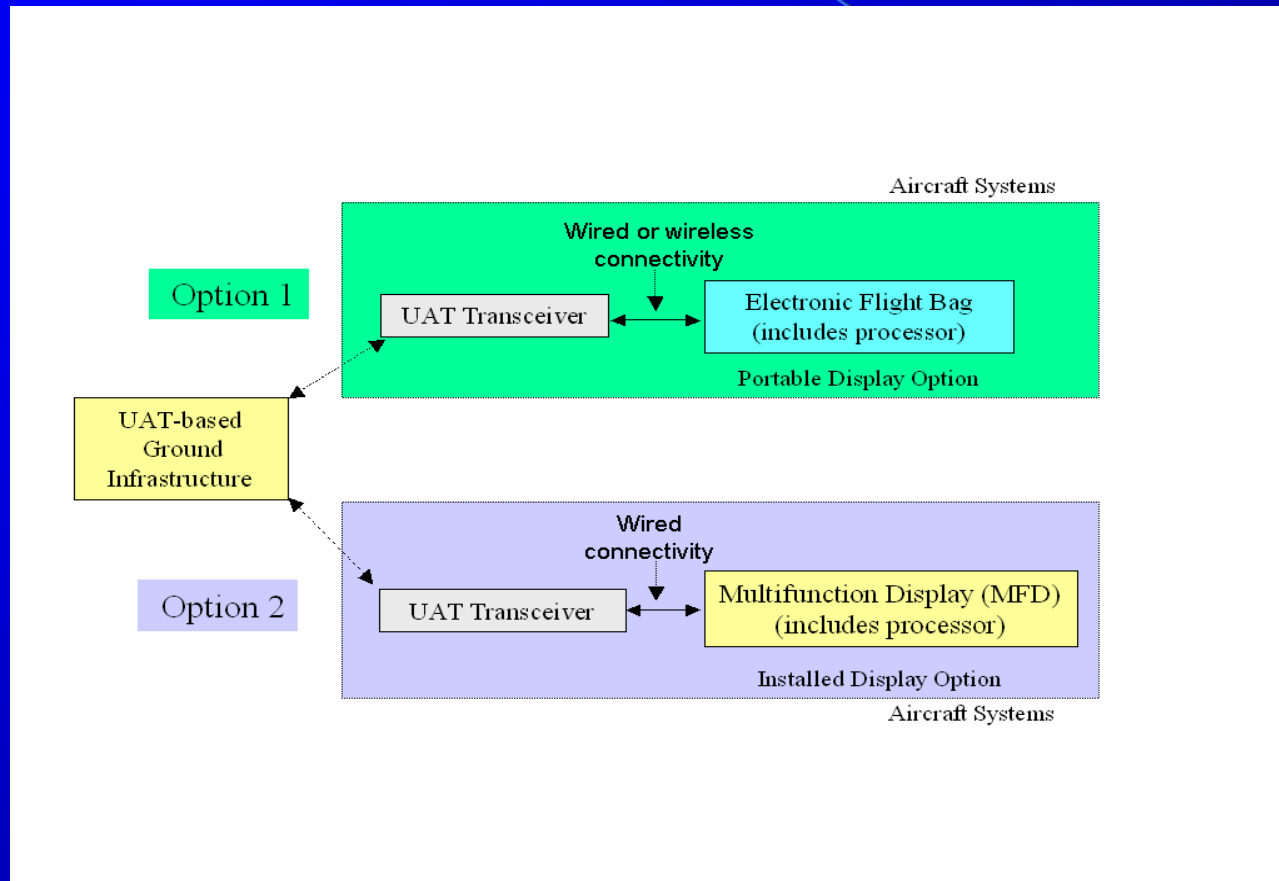 Aircraft Systems
Wired or wireless
connectivity
Option 1
UAT Transceiver
Electronic Flight Bag
(includes processor)
Portable Display Option
UAT-based
Ground
Infrastructure
Wired
connectivity
Option 2
UAT Transceiver
Multifunction Display (MFD)
(includes processor)
Installed Display Option
Aircraft Systems